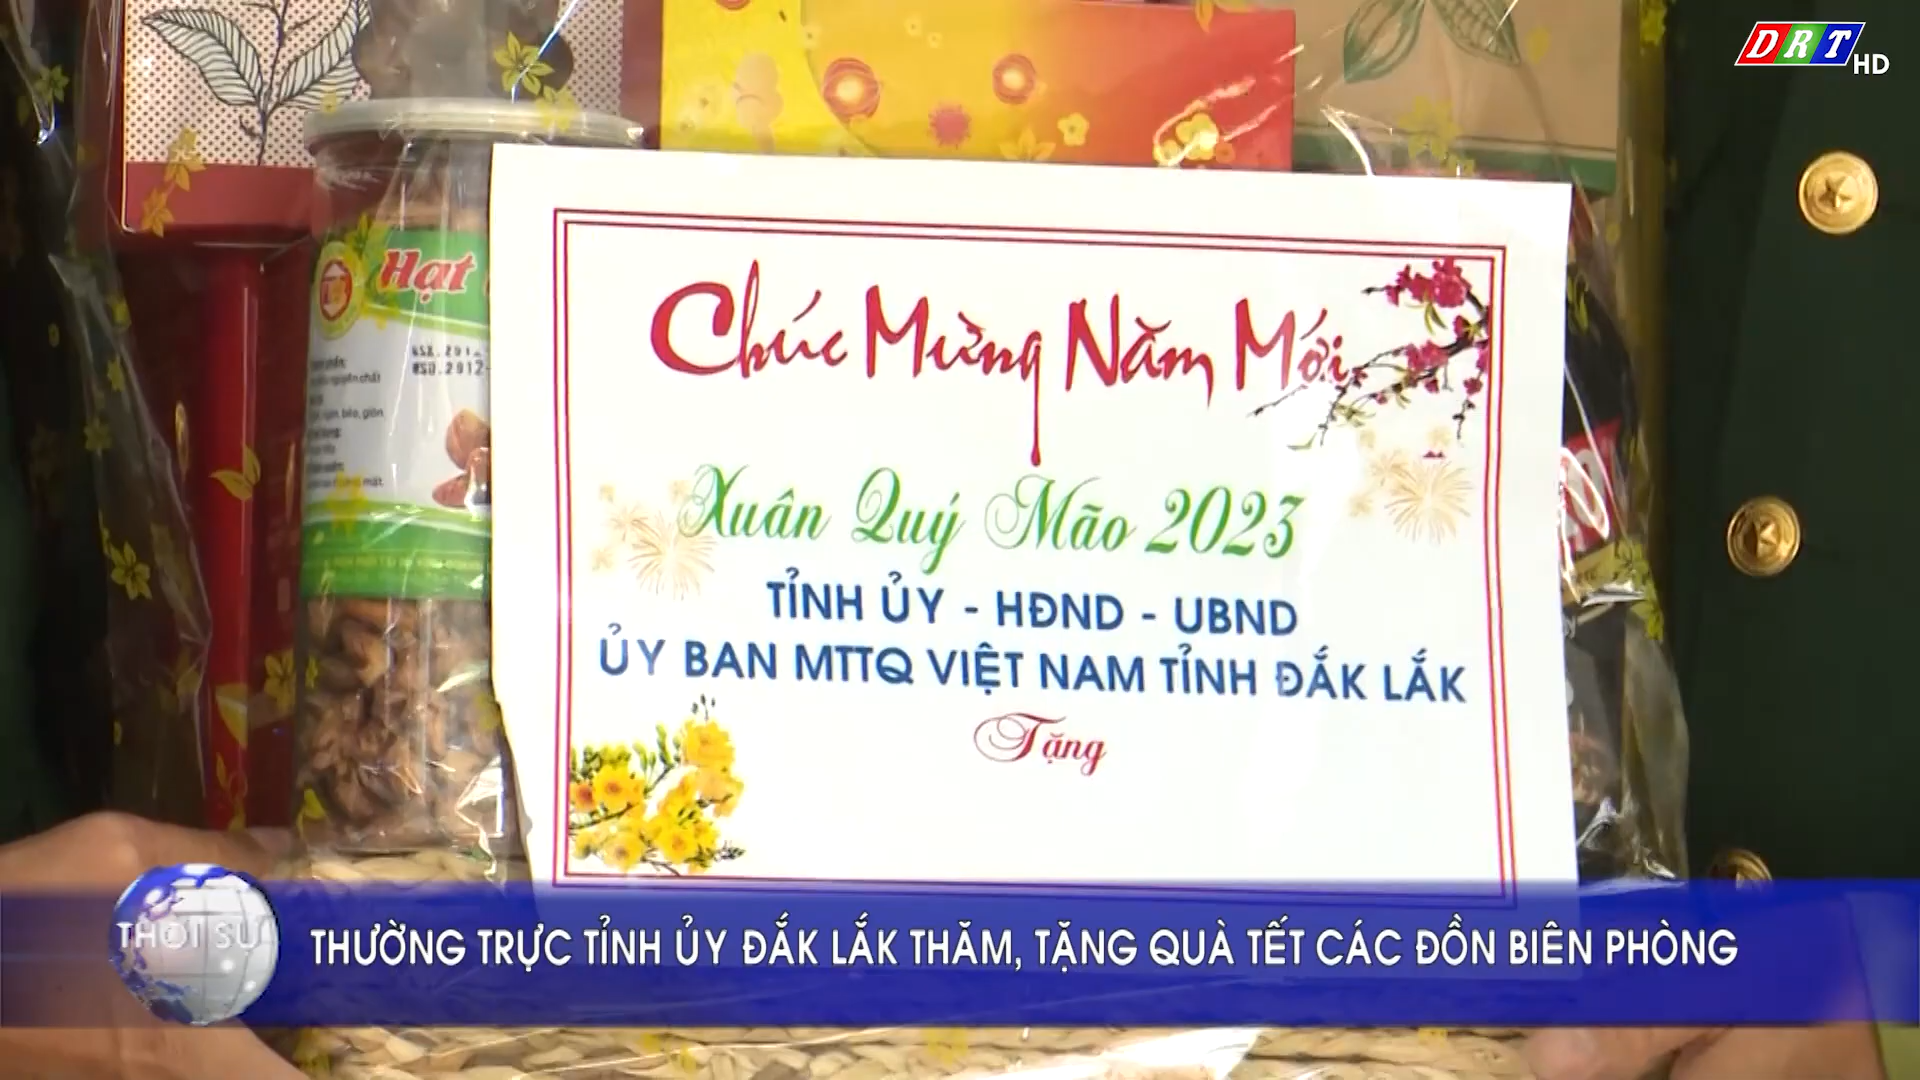 DRT HD
Hạt
Chúc Mừng Năm Mới
Xuân Quý Mão 2023
TỈNH ỦY - HĐND - UBND
ỦY BAN MTTQ VIỆT NAM TỈNH ĐẮK LẮK
Tặng
THỜI SỰ
THƯỜNG TRỰC TỈNH ỦY ĐẮK LẮK THĂM, TẶNG QUÀ TẾT CÁC ĐỒN BIÊN PHÒNG